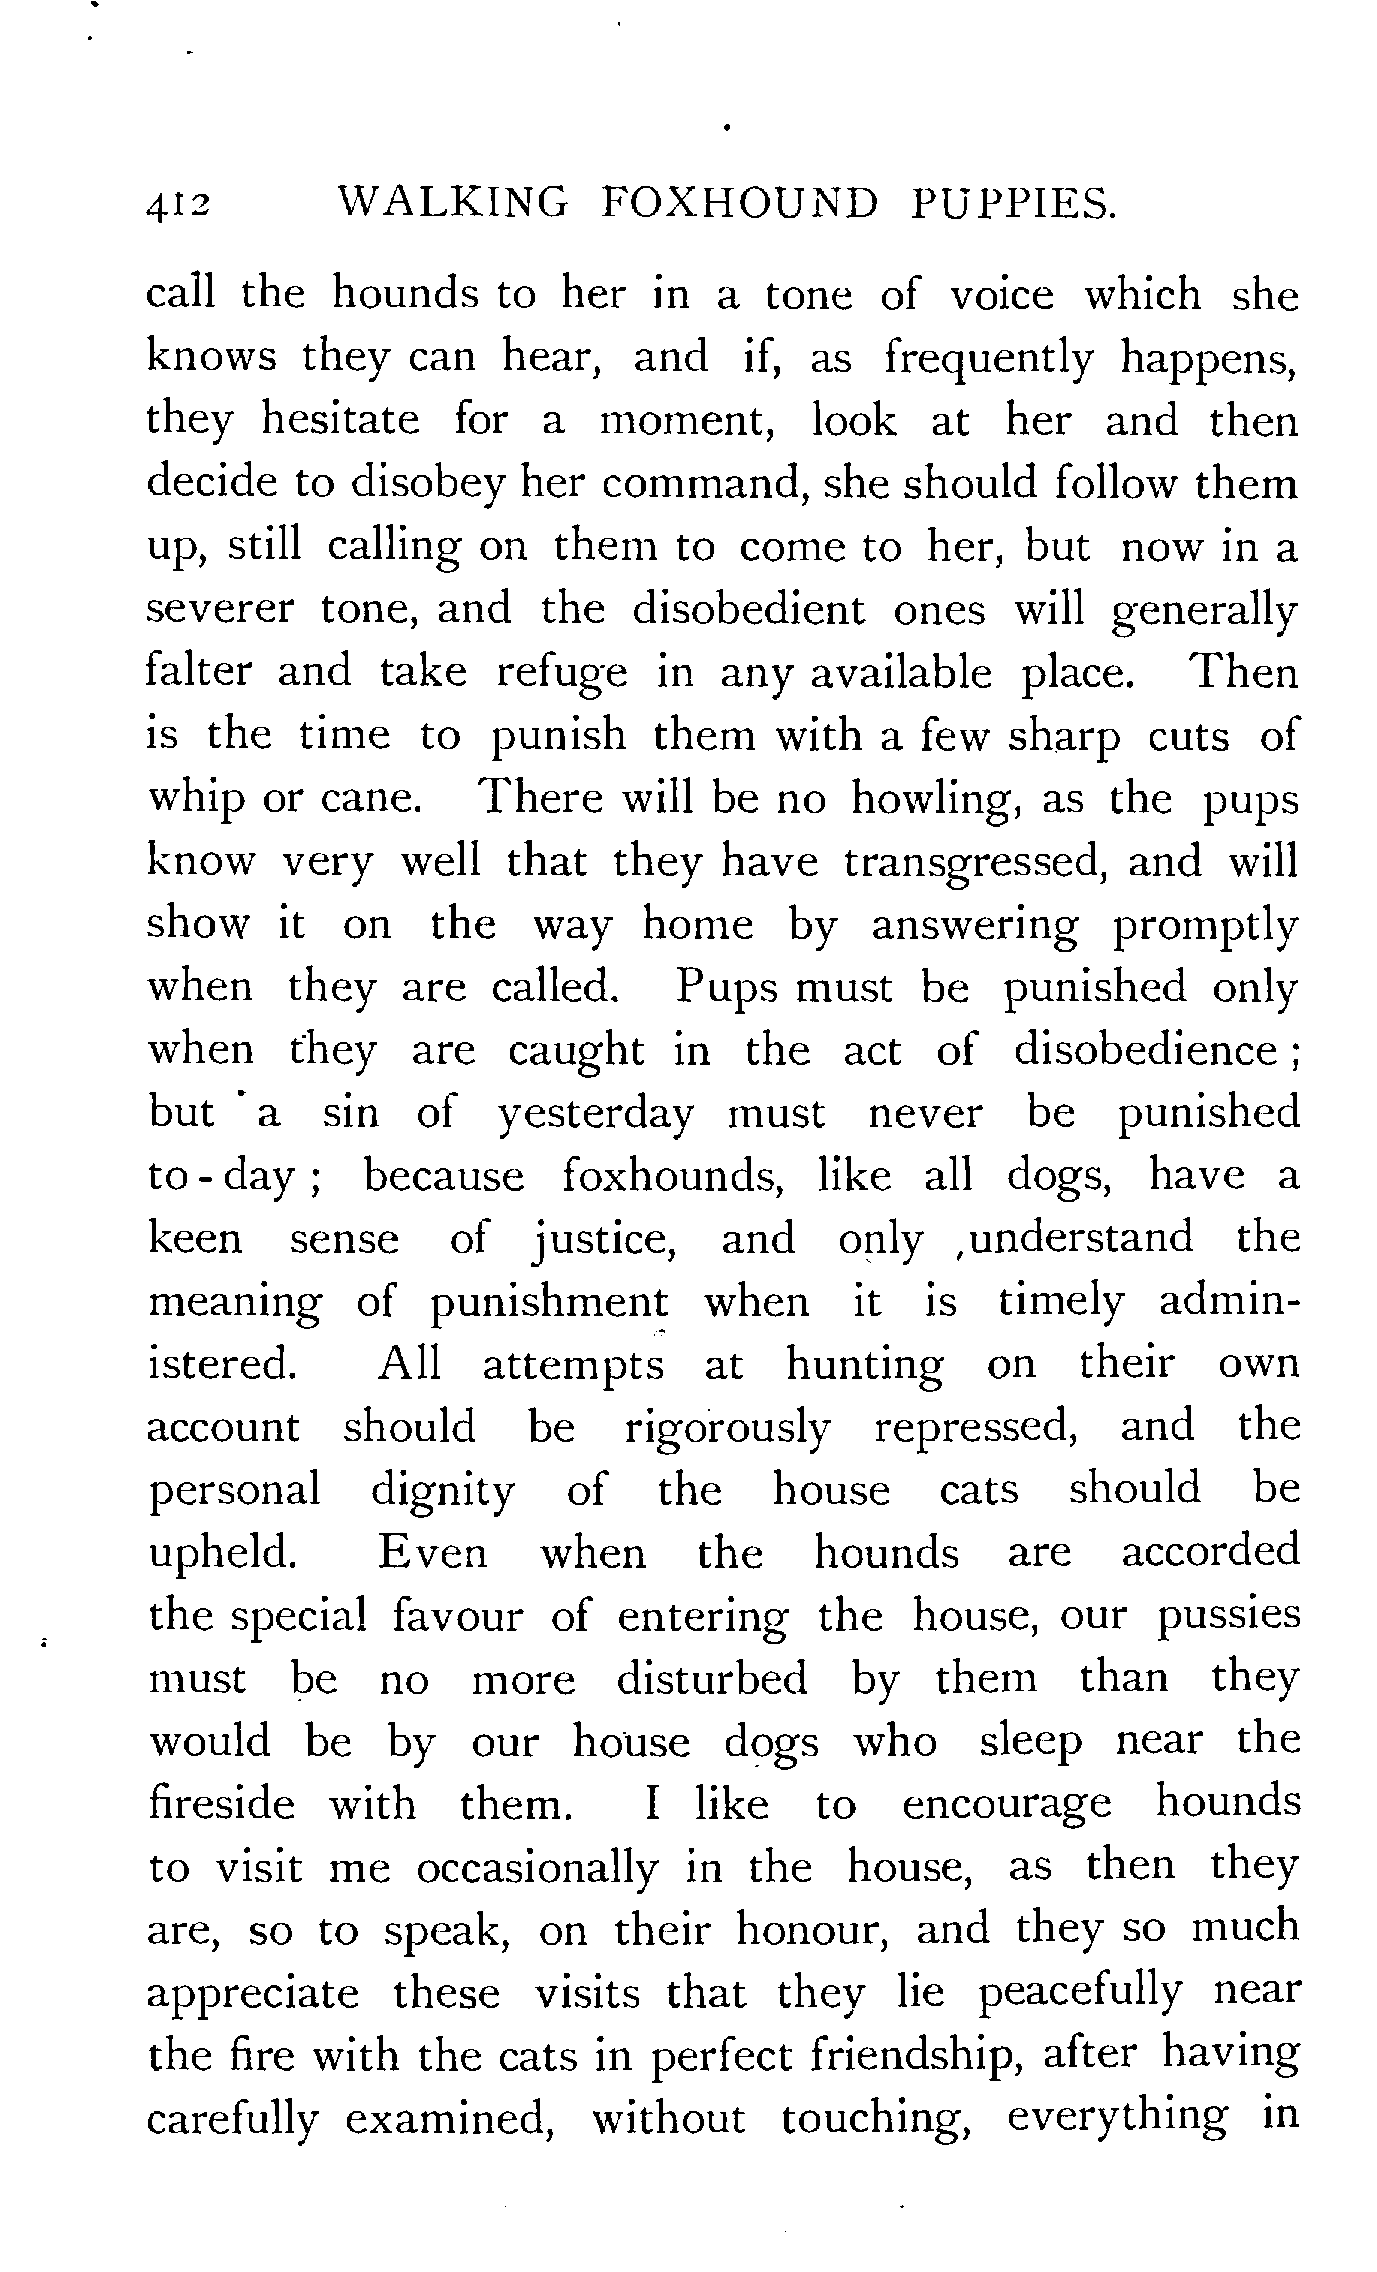 412 WALKING FOXHOUND PUPPIES.
call the hounds to her in a tone of voice which she
knows they can hear, and if, as frequently happens,
they hesitate for a moment, look at her and then
decide to disobey her command, she should follow them
up, still calling on them to come to her, but now in a
severer tone, and the disobedient ones will generally
falter and take refuge in any available place. Then
is the time to punish them with a few sharp cuts of
whip or cane. There will be no howling, as the pups
know very well that they have transgressed, and will
show it on the way home by answering promptly
when they are called. Pups must be punished only
when they are caught in the act of disobedience ;
but a sin of yesterday must never be punished
to-day ; because foxhounds, like all dogs, have a
keen sense of justice, and only understand the
meaning of punishment when it is timely admin-
istered. All attempts at hunting on their own
account should be rigorously repressed, and the
personal dignity of the house cats should be
upheld. Even when the hounds are accorded
the special favour of entering the house, our pussies
must be no more disturbed by them than they
would be by our house dogs who sleep near the
fireside with them. I like to encourage hounds
to visit me occasionally in the house, as then they
are, so to speak, on their honour, and they so much
appreciate these visits that they lie peacefully near
the fire with the cats in perfect friendship, after having
carefully examined, without touching, everything in